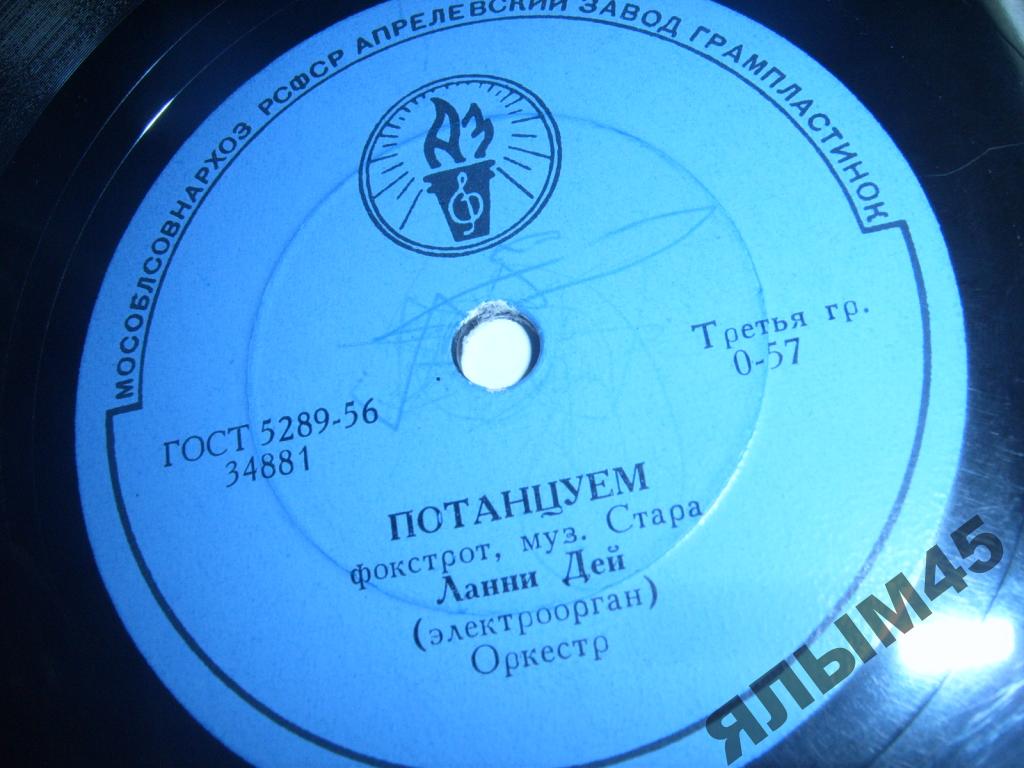 МОСОБЛСОВНАРХОЗ РСФСР АПРЕЛЕВСКИЙ ЗАВОД ГРАМПЛАСТИНОК
АЗ
Третья гр.
0-57
ГОСТ 5289-56
34881
ПОТАНЦУЕМ
фокстрот, муз. Стара
Ланни Дей
(электроорган)
Оркестр
ЯЛЫМ45